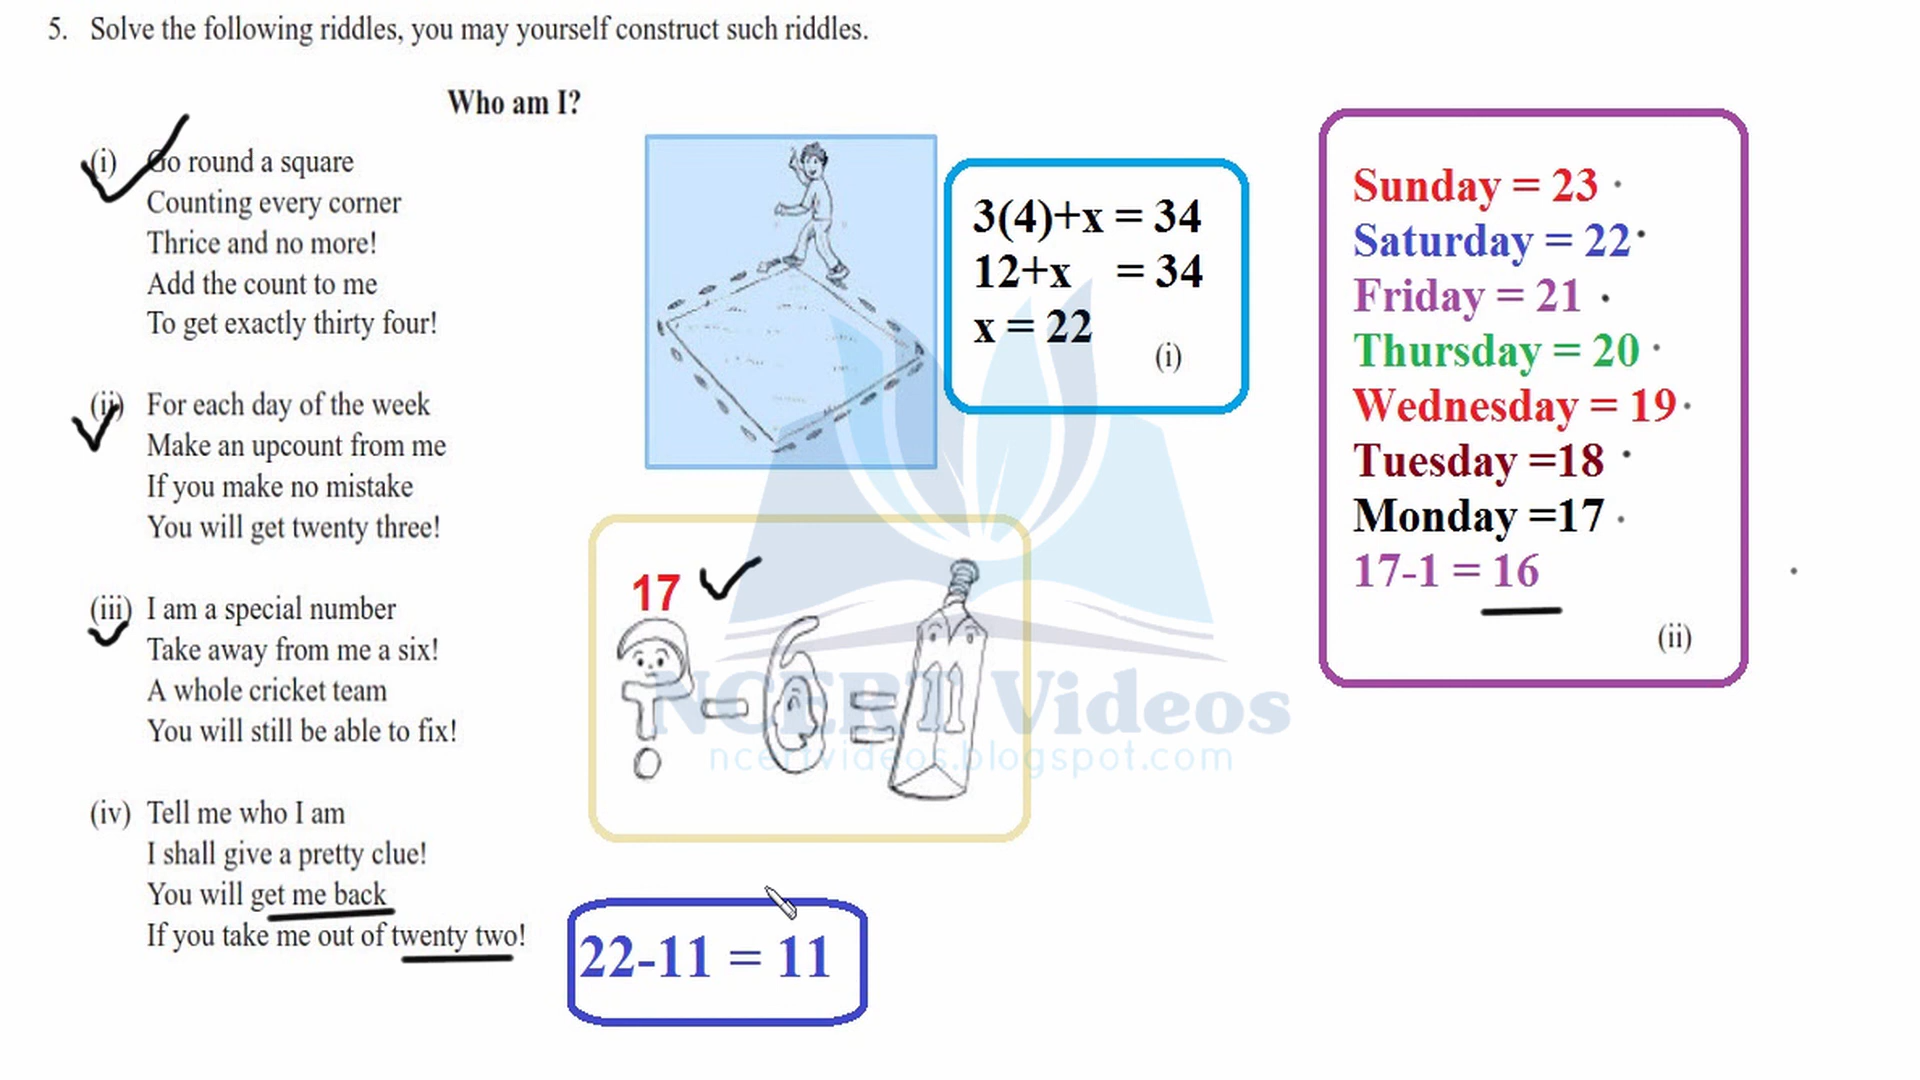 5. Solve the following riddles, you may yourself construct such riddles.
Who am I?
(i) Go round a square
Counting every corner
Thrice and no more!
Add the count to me
To get exactly thirty four!
(ii) For each day of the week
Make an upcount from me
If you make no mistake
You will get twenty three!
(iii) I am a special number
Take away from me a six!
A whole cricket team
You will still be able to fix!
(iv) Tell me who I am
I shall give a pretty clue!
You will get me back
If you take me out of twenty two!
3(4)+x = 34
12+x = 34
x = 22
(i)
17
? - 6 = 11
22-11 = 11
Sunday = 23
Saturday = 22
Friday = 21
Thursday = 20
Wednesday = 19
Tuesday =18
Monday =17
17-1 = 16
(ii)
NCERT Videos
ncertvideos.blogspot.com